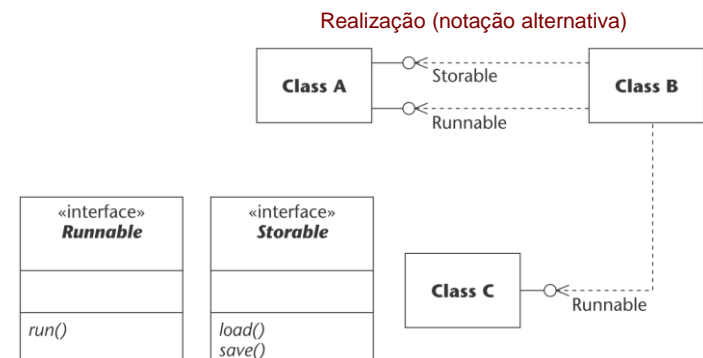 Realização (notação alternativa)
Class A
Storable
Runnable
Class B
«interface»
Runnable
run()
«interface»
Storable
load()
save()
Class C
Runnable